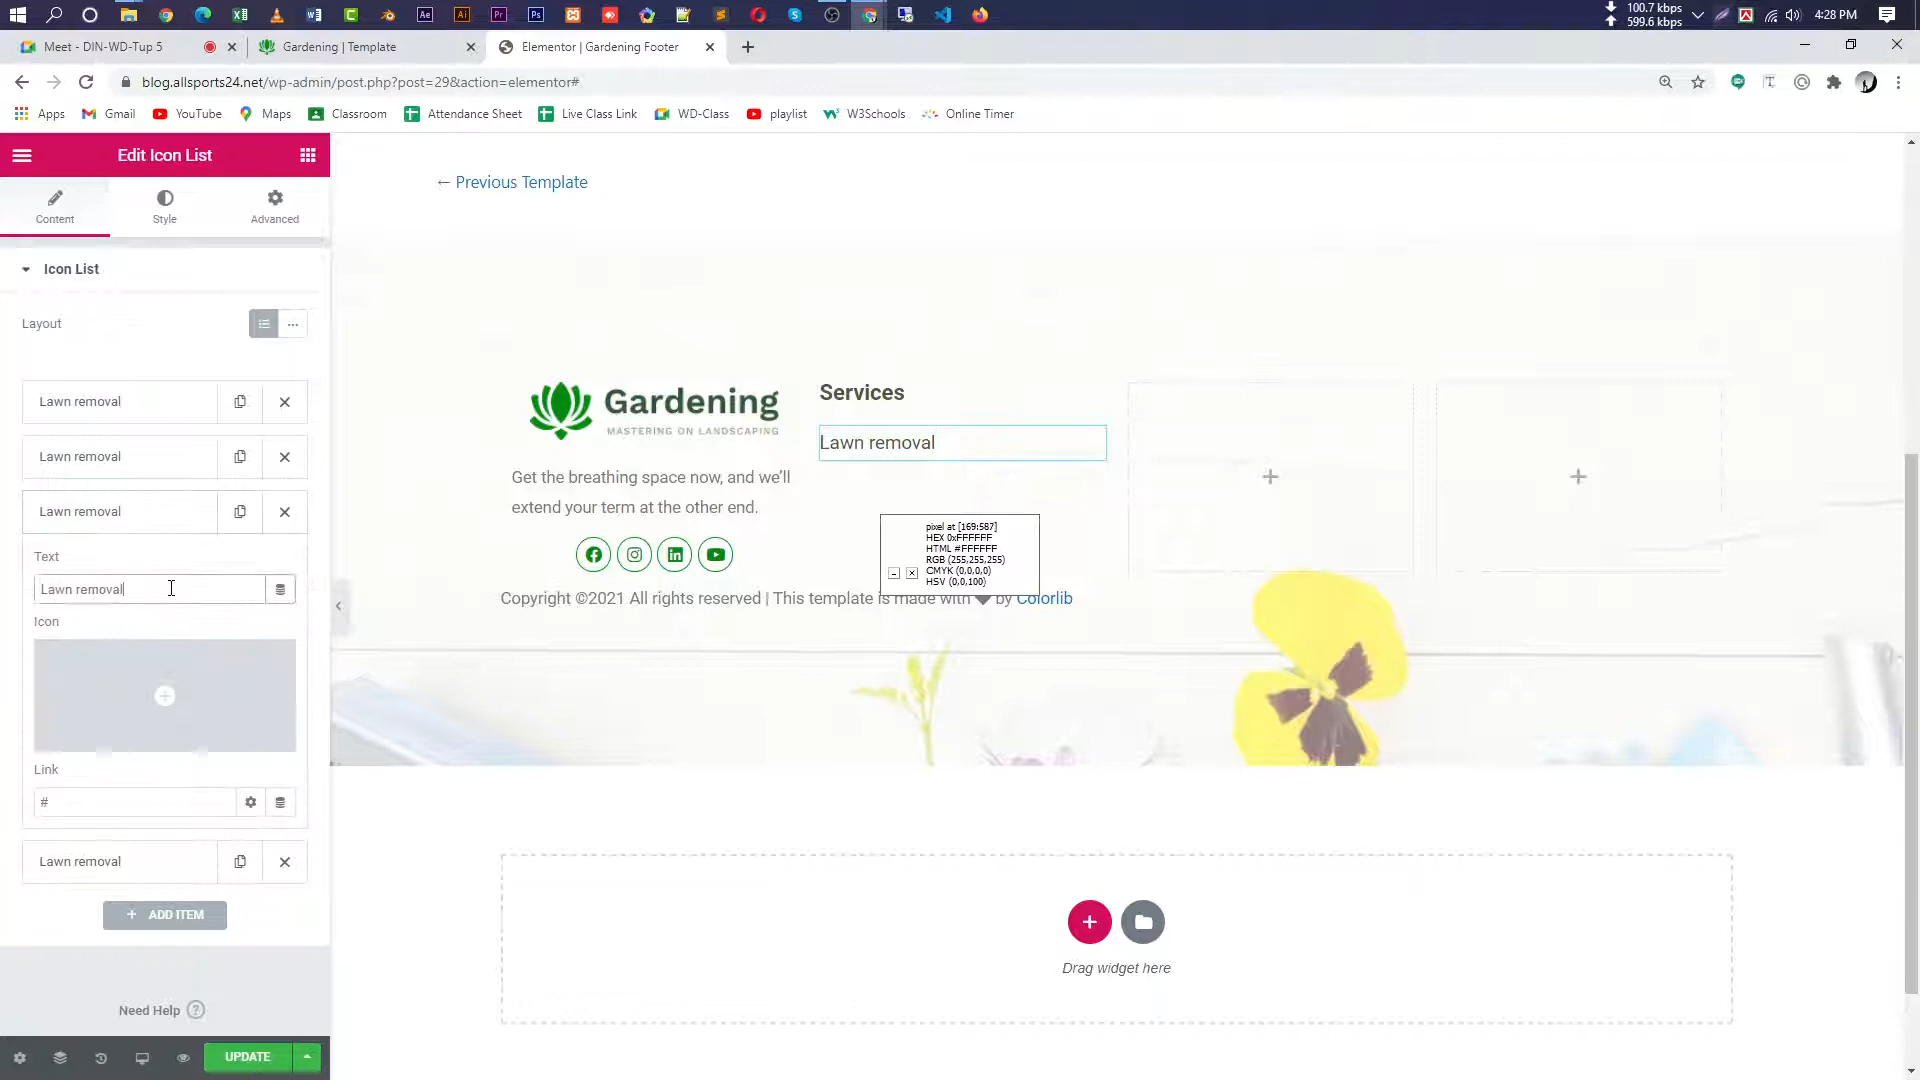 100.7 kbps
599.6 kbps
4:28 PM
Meet - DIN-WD-Tup 5
Gardening | Template
Elementor | Gardening Footer
blog.allsports24.net/wp-admin/post.php?post=29&action=elementor#
Apps
Gmail
YouTube
Maps
Classroom
Attendance Sheet
Live Class Link
WD-Class
playlist
W3Schools
Online Timer
Edit Icon List
Content
Style
Advanced
Icon List
Layout
Lawn removal
Lawn removal
Lawn removal
Text
Lawn removal
Icon
Link
#
Lawn removal
+ ADD ITEM
Need Help ?
UPDATE
← Previous Template
Gardening
MASTERING ON LANDSCAPING
Get the breathing space now, and we’ll
extend your term at the other end.
Services
Lawn removal
pixel at [169:587]
HEX 0xFFFFFF
HTML #FFFFFF
RGB (255,255,255)
CMYK (0,0,0,0)
HSV (0,0,100)
Copyright ©2021 All rights reserved | This template is made with by Colorlib
Drag widget here